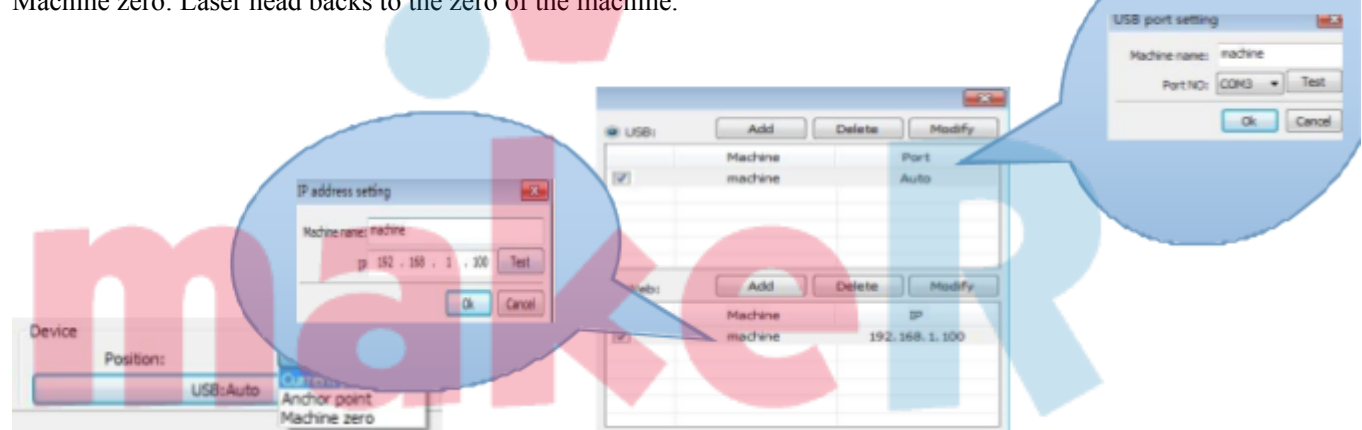 Machine zero: Laser head backs to the zero of the machine.
USB port setting
Machine name: machine
Port NO: COM3 Test
Ok Cancel
USB: Add Delete Modify
Machine Port
machine Auto
IP address setting
Machine name: machine
IP 192 . 168 . 1 . 100 Test
Ok Cancel
Web: Add Delete Modify
Machine IP
machine 192.168.1.100
Device
Position:
USB:Auto
Anchor point
Machine zero
makeR